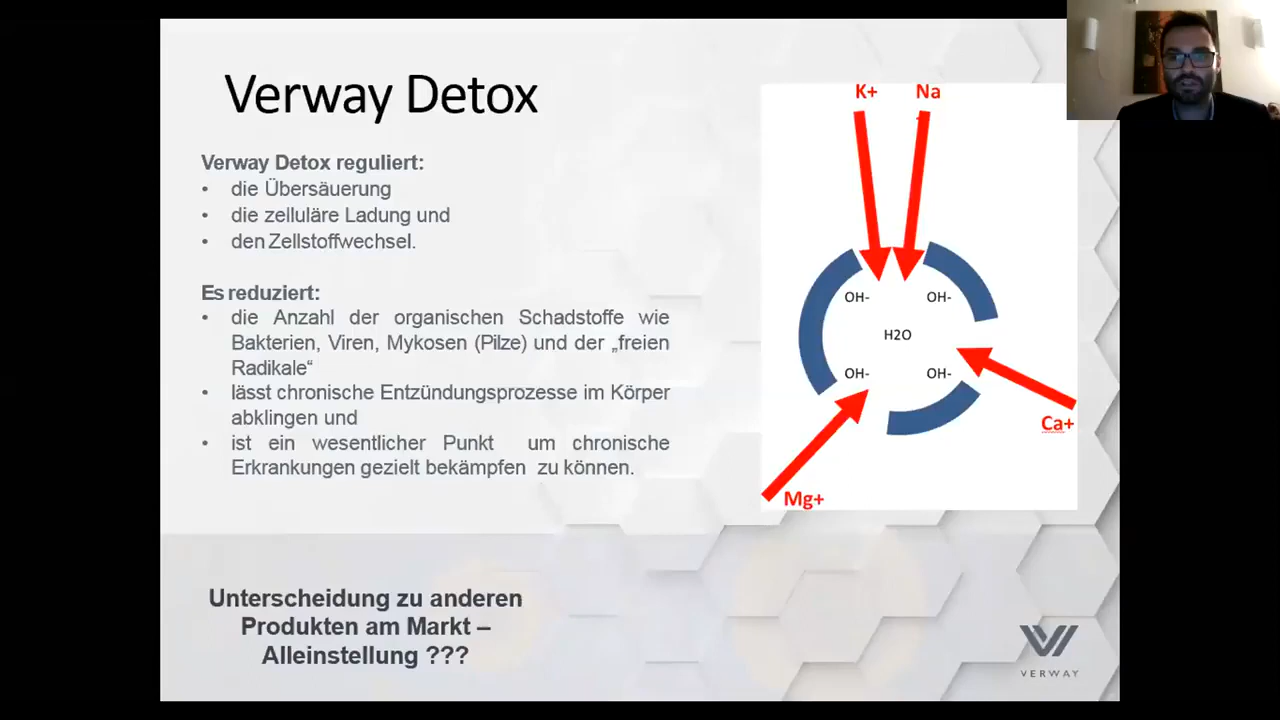 Verway Detox
Verway Detox reguliert:
• die Übersäuerung
• die zelluläre Ladung und
• den Zellstoffwechsel.
Es reduziert:
• die Anzahl der organischen Schadstoffe wie
Bakterien, Viren, Mykosen (Pilze) und der „freien
Radikale“
• lässt chronische Entzündungsprozesse im Körper
abklingen und
• ist ein wesentlicher Punkt um chronische
Erkrankungen gezielt bekämpfen zu können.
Unterscheidung zu anderen
Produkten am Markt –
Alleinstellung ???
K+ Na
OH- OH-
H2O
OH- OH-
Ca+
Mg+
VERWAY